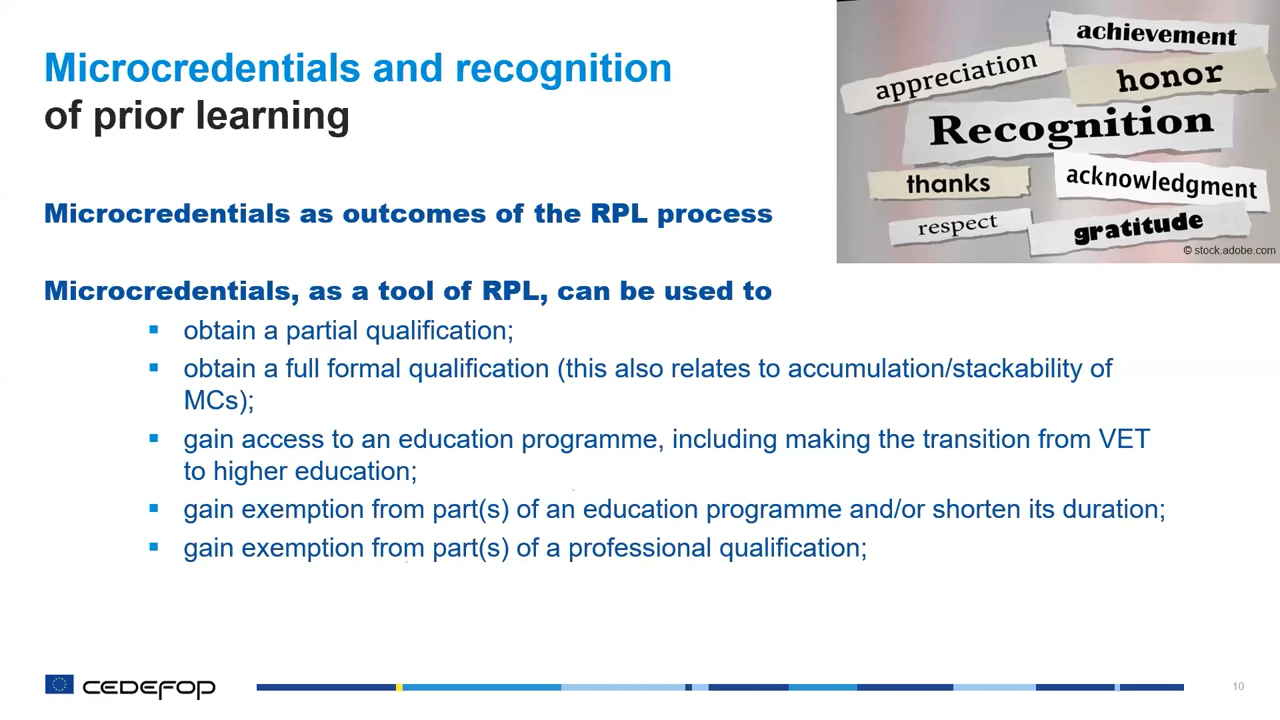 Microcredentials and recognition
of prior learning
achievement
appreciation
honor
Recognition
thanks
acknowledgment
respect
gratitude
© stock.adobe.com
Microcredentials as outcomes of the RPL process
Microcredentials, as a tool of RPL, can be used to
▪ obtain a partial qualification;
▪ obtain a full formal qualification (this also relates to accumulation/stackability of
MCs);
▪ gain access to an education programme, including making the transition from VET
to higher education;
▪ gain exemption from part(s) of an education programme and/or shorten its duration;
▪ gain exemption from part(s) of a professional qualification;
CEDEFOP
10